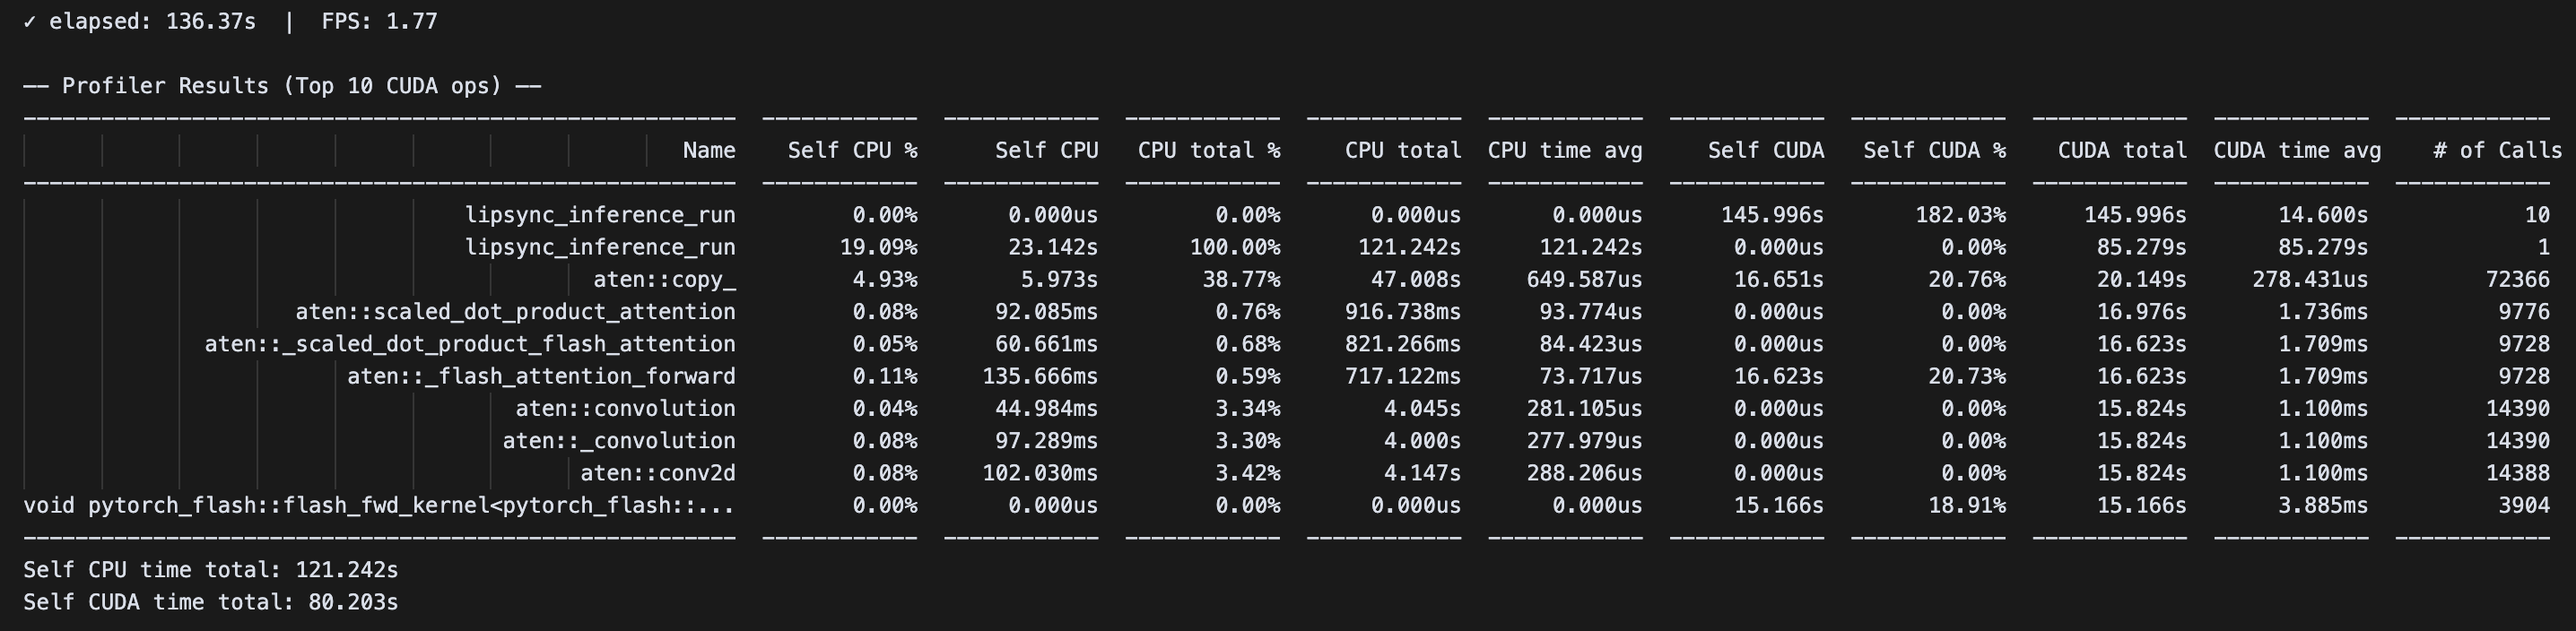 ✓ elapsed: 136.37s  |  FPS: 1.77
—— Profiler Results (Top 10 CUDA ops) ——
-------------------------------------------------------  ------------  ------------  ------------  ------------  ------------  ------------  ------------  ------------  ------------  ------------
Name  Self CPU %  Self CPU  CPU total %  CPU total  CPU time avg  Self CUDA  Self CUDA %  CUDA total  CUDA time avg  # of Calls
-------------------------------------------------------  ------------  ------------  ------------  ------------  ------------  ------------  ------------  ------------  ------------  ------------
lipsync_inference_run  0.00%  0.000us  0.00%  0.000us  0.000us  145.996s  182.03%  145.996s  14.600s  10
lipsync_inference_run  19.09%  23.142s  100.00%  121.242s  121.242s  0.000us  0.00%  85.279s  85.279s  1
aten::copy_  4.93%  5.973s  38.77%  47.008s  649.587us  16.651s  20.76%  20.149s  278.431us  72366
aten::scaled_dot_product_attention  0.08%  92.085ms  0.76%  916.738ms  93.774us  0.000us  0.00%  16.976s  1.736ms  9776
aten::_scaled_dot_product_flash_attention  0.05%  60.661ms  0.68%  821.266ms  84.423us  0.000us  0.00%  16.623s  1.709ms  9728
aten::_flash_attention_forward  0.11%  135.666ms  0.59%  717.122ms  73.717us  16.623s  20.73%  16.623s  1.709ms  9728
aten::convolution  0.04%  44.984ms  3.34%  4.045s  281.105us  0.000us  0.00%  15.824s  1.100ms  14390
aten::_convolution  0.08%  97.289ms  3.30%  4.000s  277.979us  0.000us  0.00%  15.824s  1.100ms  14390
aten::conv2d  0.08%  102.030ms  3.42%  4.147s  288.206us  0.000us  0.00%  15.824s  1.100ms  14388
void pytorch_flash::flash_fwd_kernel<pytorch_flash::...  0.00%  0.000us  0.00%  0.000us  0.000us  15.166s  18.91%  15.166s  3.885ms  3904
-------------------------------------------------------  ------------  ------------  ------------  ------------  ------------  ------------  ------------  ------------  ------------  ------------
Self CPU time total: 121.242s
Self CUDA time total: 80.203s